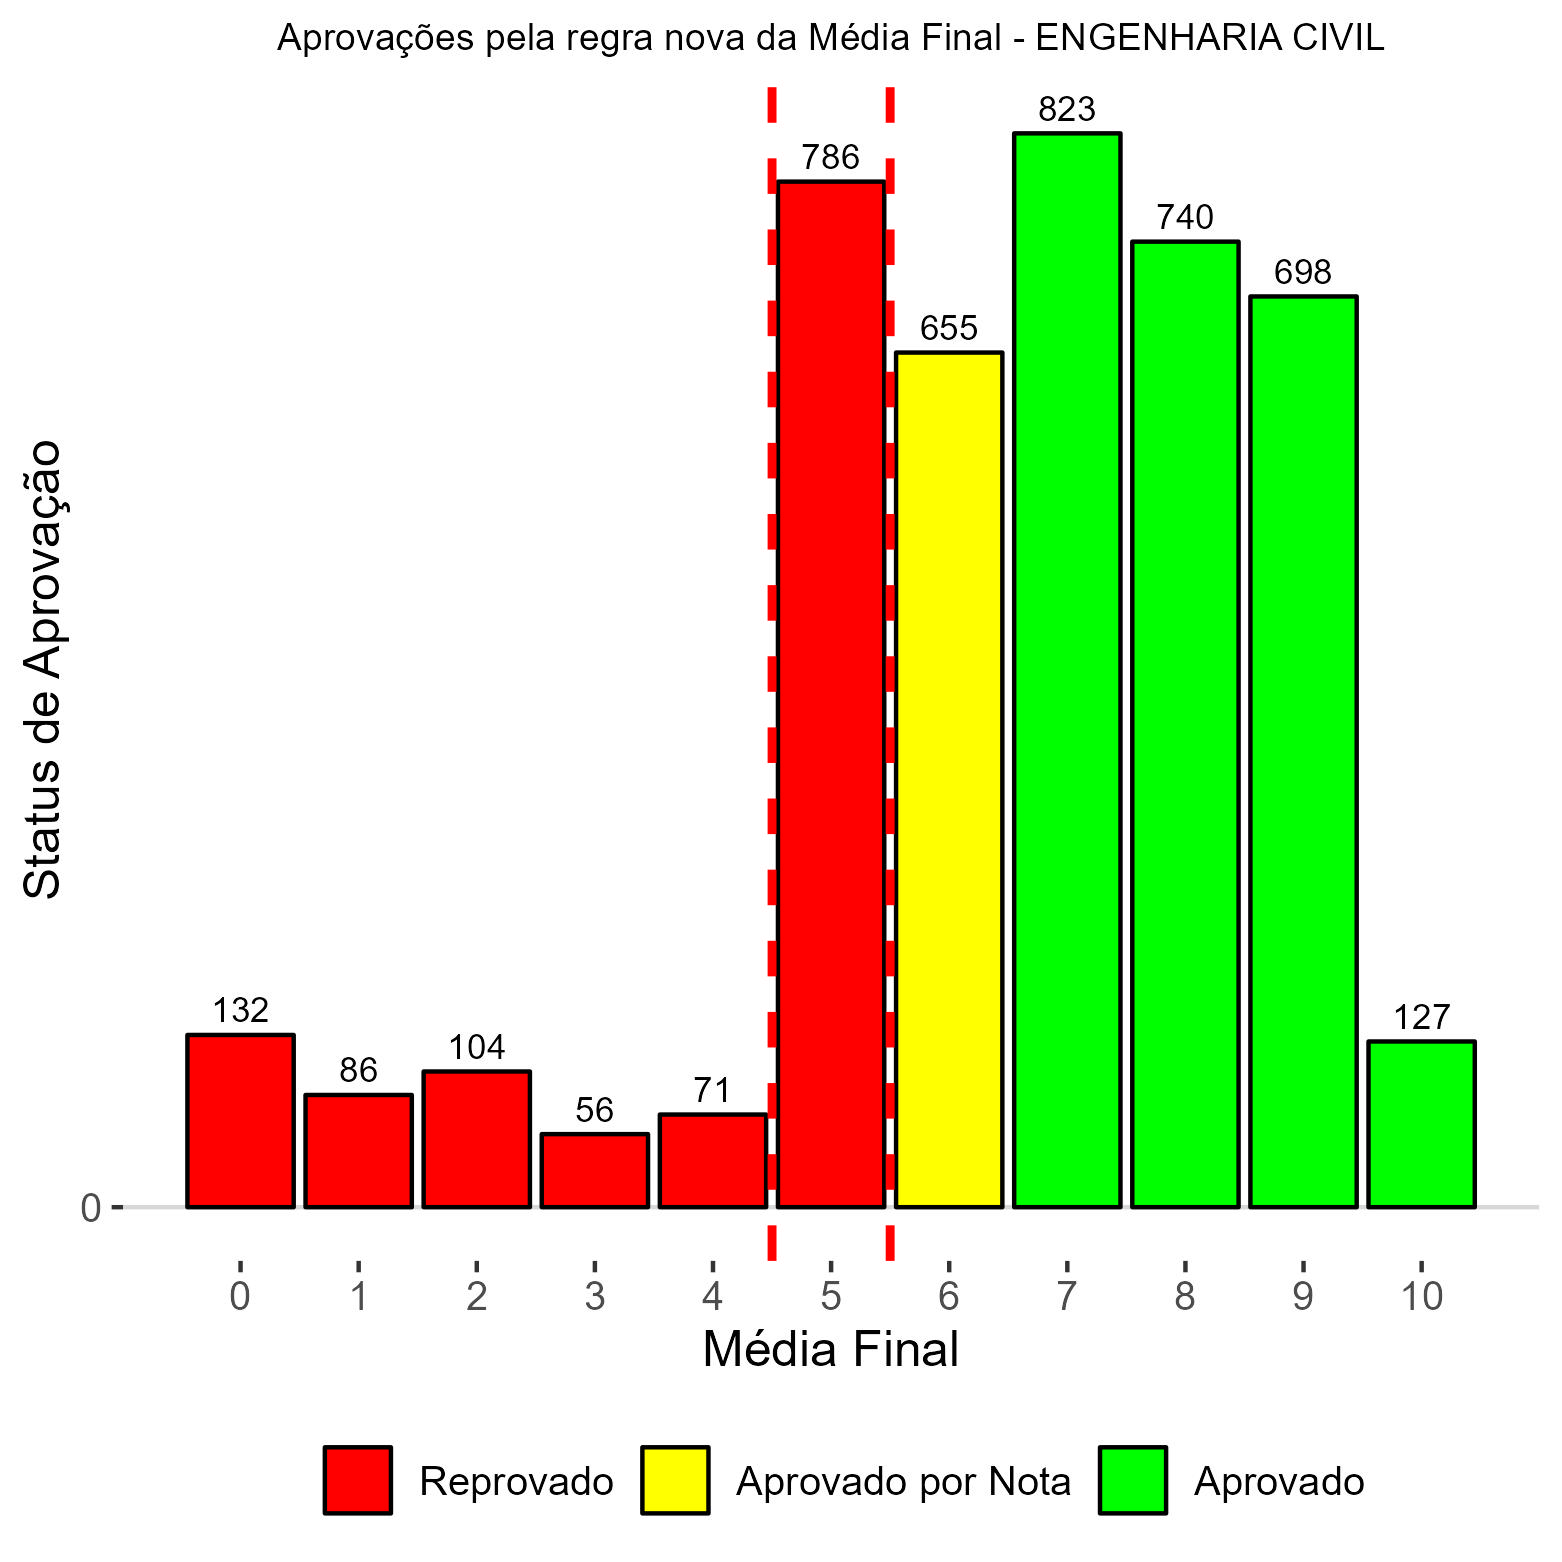 Aprovações pela regra nova da Média Final - ENGENHARIA CIVIL
823
786
740
698
655
132
127
104
86
71
56
Status de Aprovação
0
0 1 2 3 4 5 6 7 8 9 10
Média Final
Reprovado Aprovado por Nota Aprovado